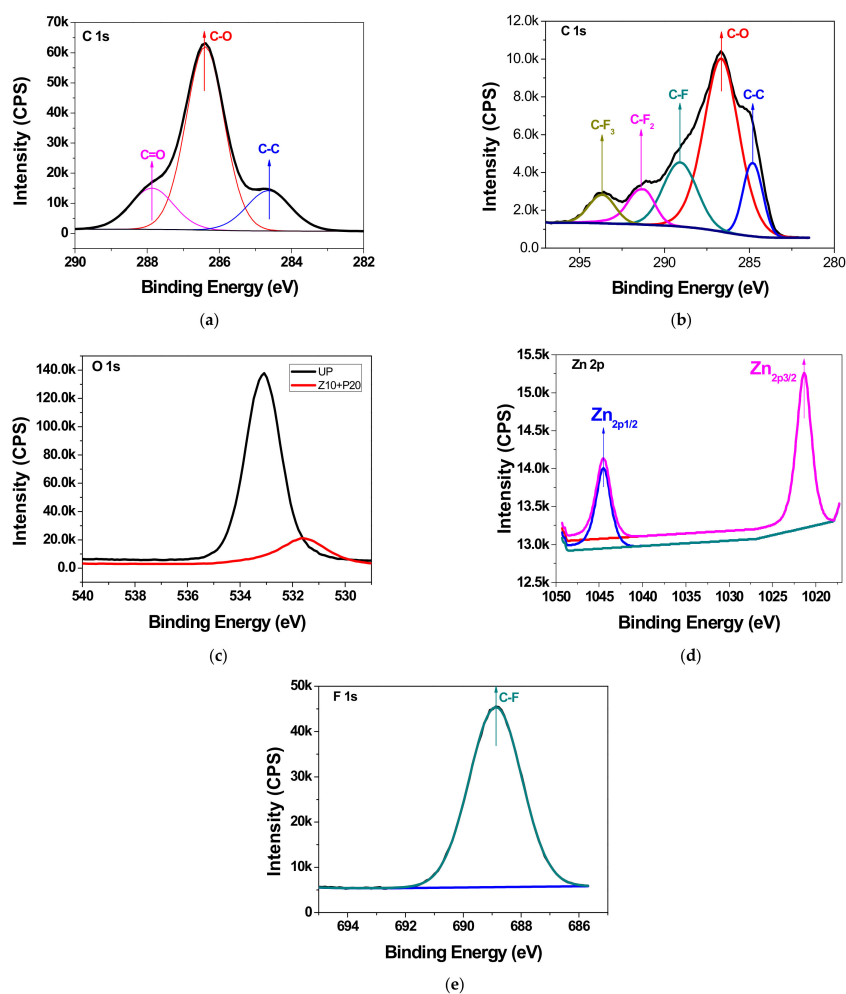 C 1s
C-O
C=O
C-C
70k
60k
50k
40k
30k
20k
10k
0
290
288
286
284
282
Intensity (CPS)
Binding Energy (eV)
(a)
C 1s
C-O
C-F
C-C
C-F3
C-F2
12.0k
10.0k
8.0k
6.0k
4.0k
2.0k
0.0
295
290
285
280
Intensity (CPS)
Binding Energy (eV)
(b)
O 1s
UP
Z10+P20
140.0k
120.0k
100.0k
80.0k
60.0k
40.0k
20.0k
0.0
540
538
536
534
532
530
Intensity (CPS)
Binding Energy (eV)
(c)
Zn 2p
Zn2p3/2
Zn2p1/2
15.5k
15.0k
14.5k
14.0k
13.5k
13.0k
12.5k
1050
1045
1040
1035
1030
1025
1020
Intensity (CPS)
Binding Energy (eV)
(d)
F 1s
C-F
50k
40k
30k
20k
10k
0
694
692
690
688
686
Intensity (CPS)
Binding Energy (eV)
(e)